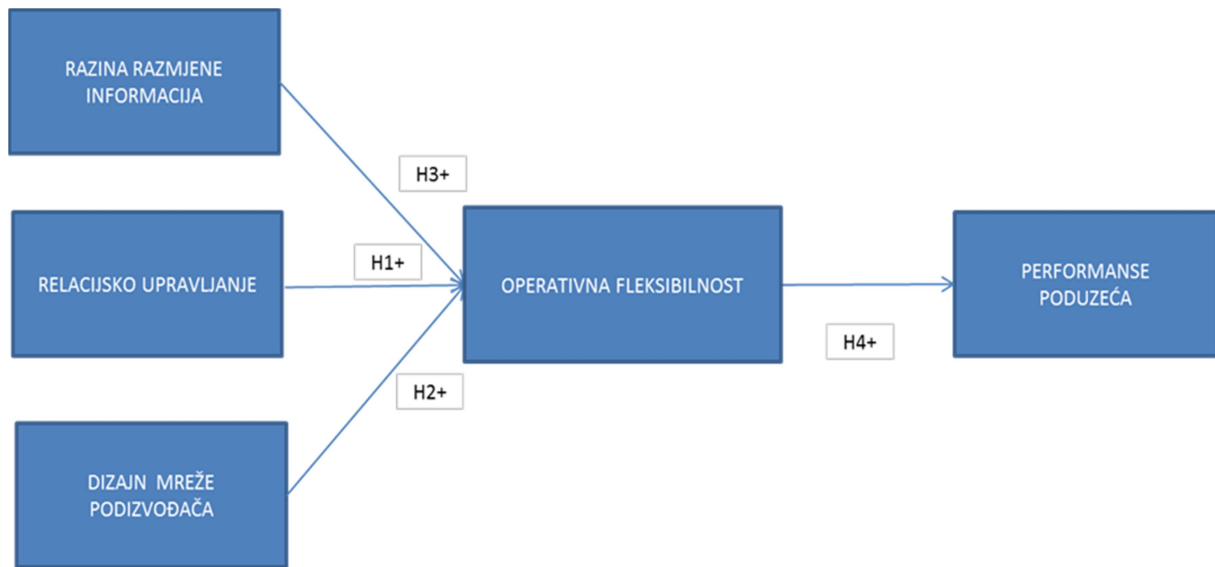 RAZINA RAZMJENE
INFORMACIJA
H3+
RELACIJSKO UPRAVLJANJE
H1+
OPERATIVNA FLEKSIBILNOST
PERFORMANSE
PODUZEĆA
H4+
H2+
DIZAJN MREŽE
PODIZVOĐAČA